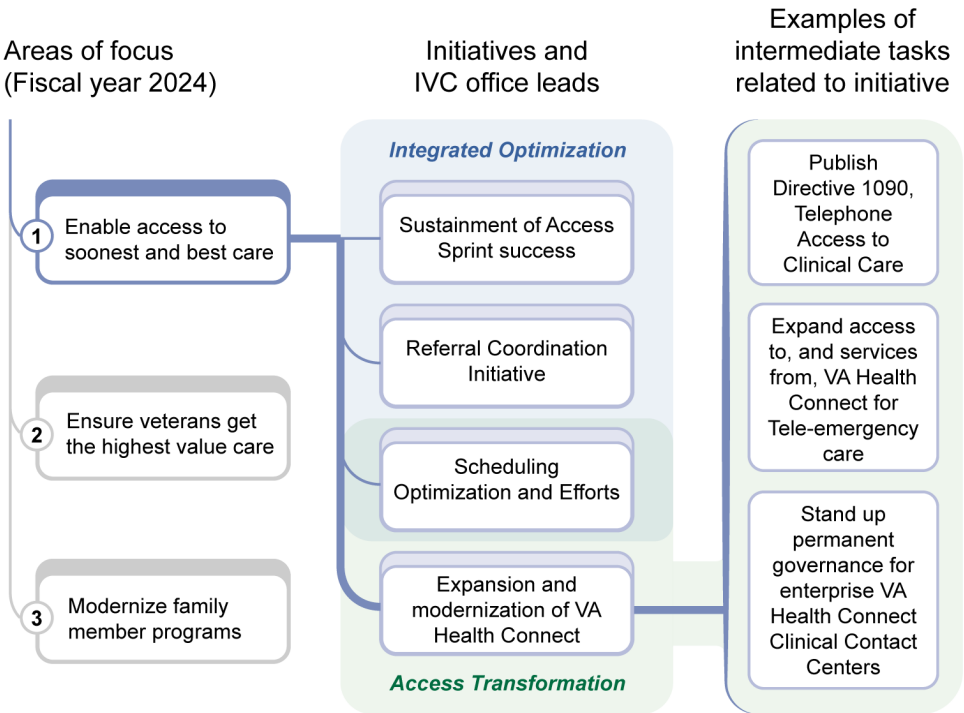 Areas of focus
(Fiscal year 2024)
Initiatives and
IVC office leads
Examples of
intermediate tasks
related to initiative
1
Enable access to
soonest and best care
2
Ensure veterans get
the highest value care
3
Modernize family
member programs
Integrated Optimization
Sustainment of Access
Sprint success
Referral Coordination
Initiative
Scheduling
Optimization and Efforts
Expansion and
modernization of VA
Health Connect
Access Transformation
Publish
Directive 1090,
Telephone
Access to
Clinical Care
Expand access
to, and services
from, VA Health
Connect for
Tele-emergency
care
Stand up
permanent
governance for
enterprise VA
Health Connect
Clinical Contact
Centers